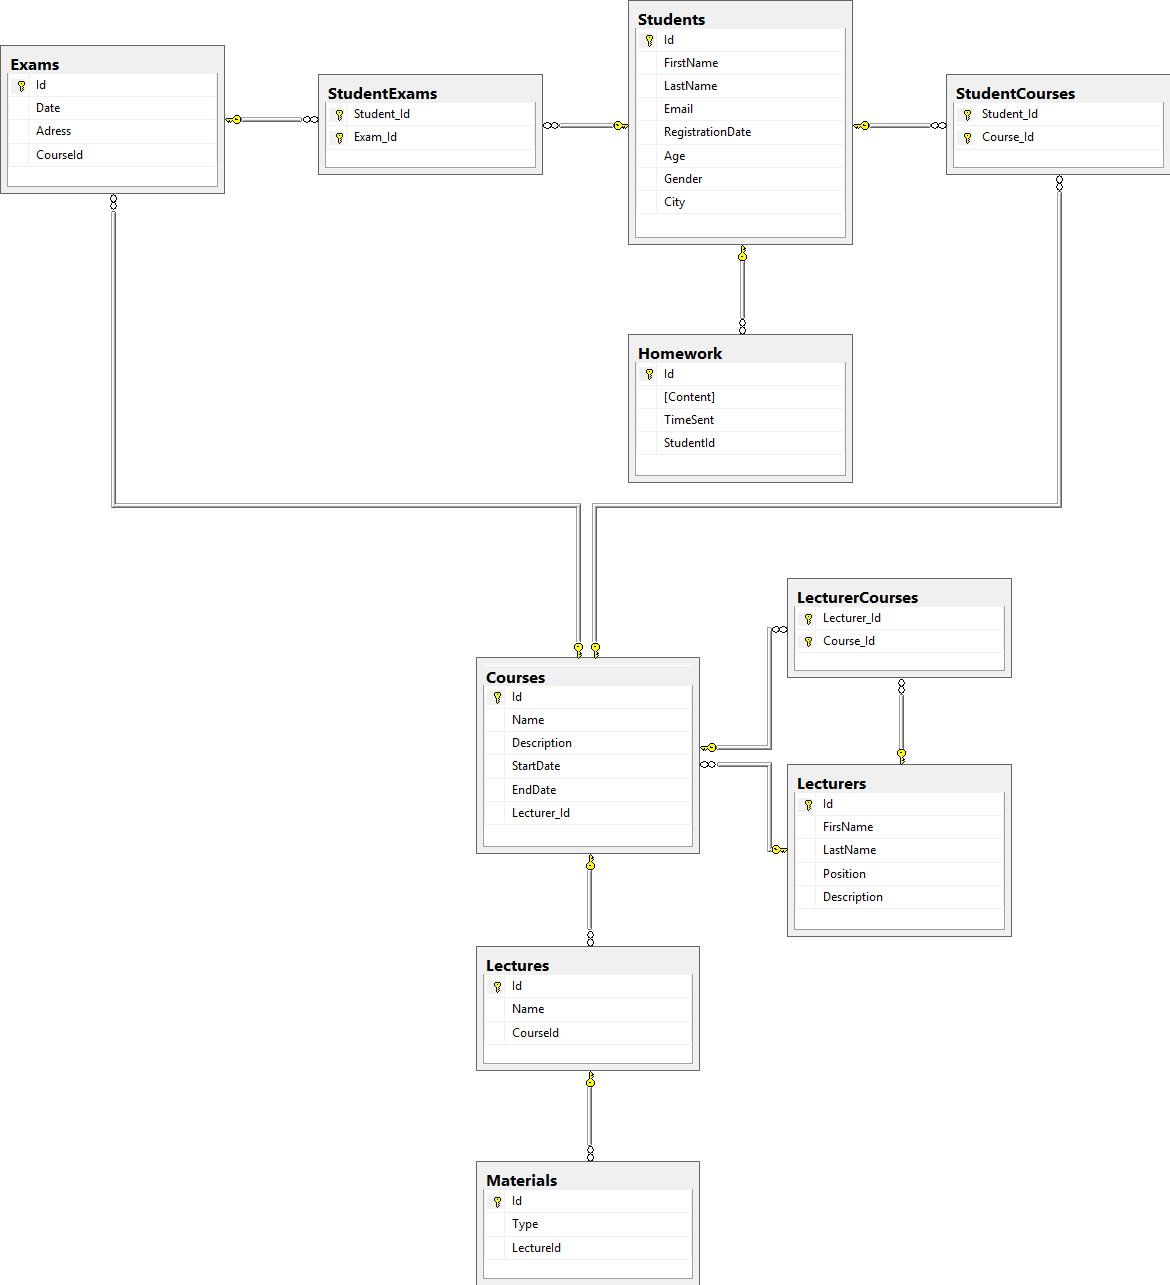 Exams
Id
Date
Adress
CourseId
StudentExams
Student_Id
Exam_Id
Students
Id
FirstName
LastName
Email
RegistrationDate
Age
Gender
City
StudentCourses
Student_Id
Course_Id
Homework
Id
[Content]
TimeSent
StudentId
LecturerCourses
Lecturer_Id
Course_Id
Courses
Id
Name
Description
StartDate
EndDate
Lecturer_Id
Lecturers
Id
FirsName
LastName
Position
Description
Lectures
Id
Name
CourseId
Materials
Id
Type
LectureId